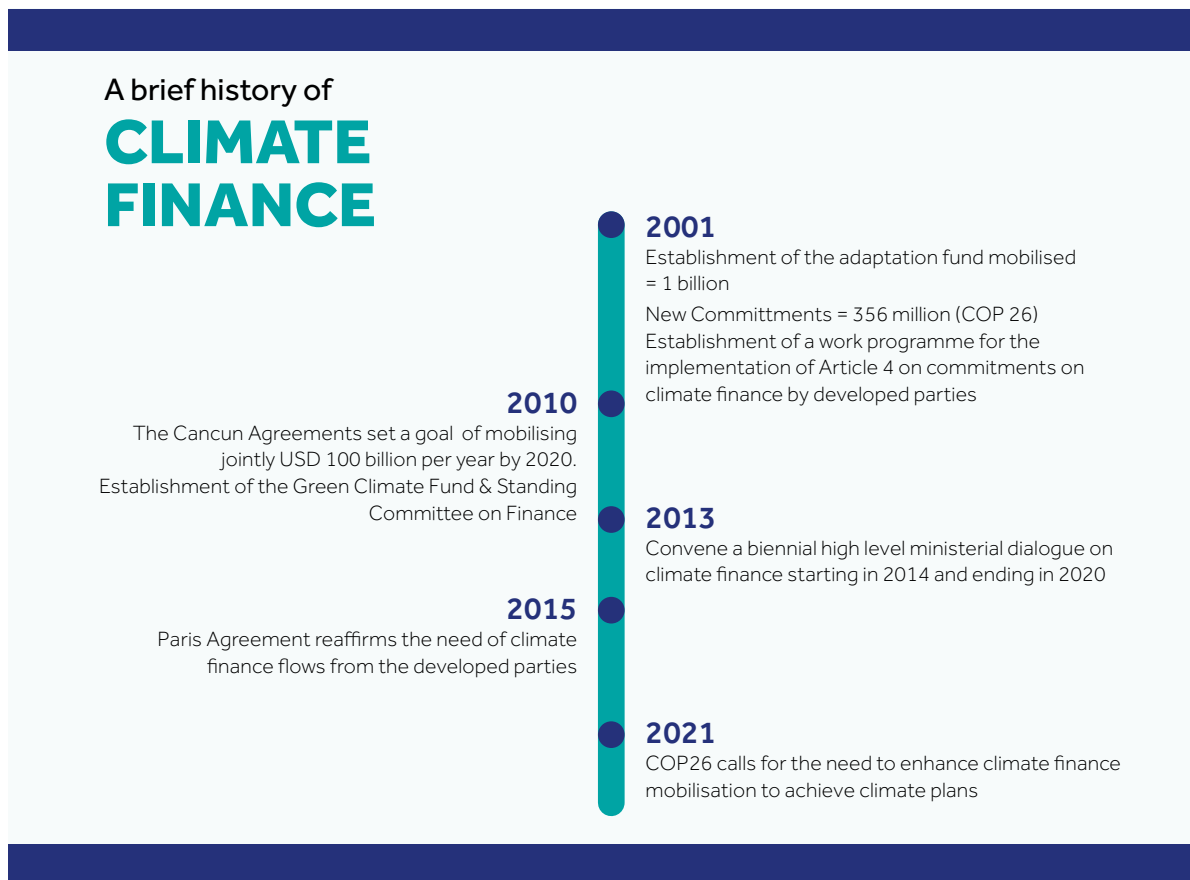 A brief history of
CLIMATE
FINANCE
2001
Establishment of the adaptation fund mobilised
= 1 billion
New Committments = 356 million (COP 26)
Establishment of a work programme for the
implementation of Article 4 on commitments on
climate finance by developed parties
2010
The Cancun Agreements set a goal of mobilising
jointly USD 100 billion per year by 2020.
Establishment of the Green Climate Fund & Standing
Committee on Finance
2013
Convene a biennial high level ministerial dialogue on
climate finance starting in 2014 and ending in 2020
2015
Paris Agreement reaffirms the need of climate
finance flows from the developed parties
2021
COP26 calls for the need to enhance climate finance
mobilisation to achieve climate plans